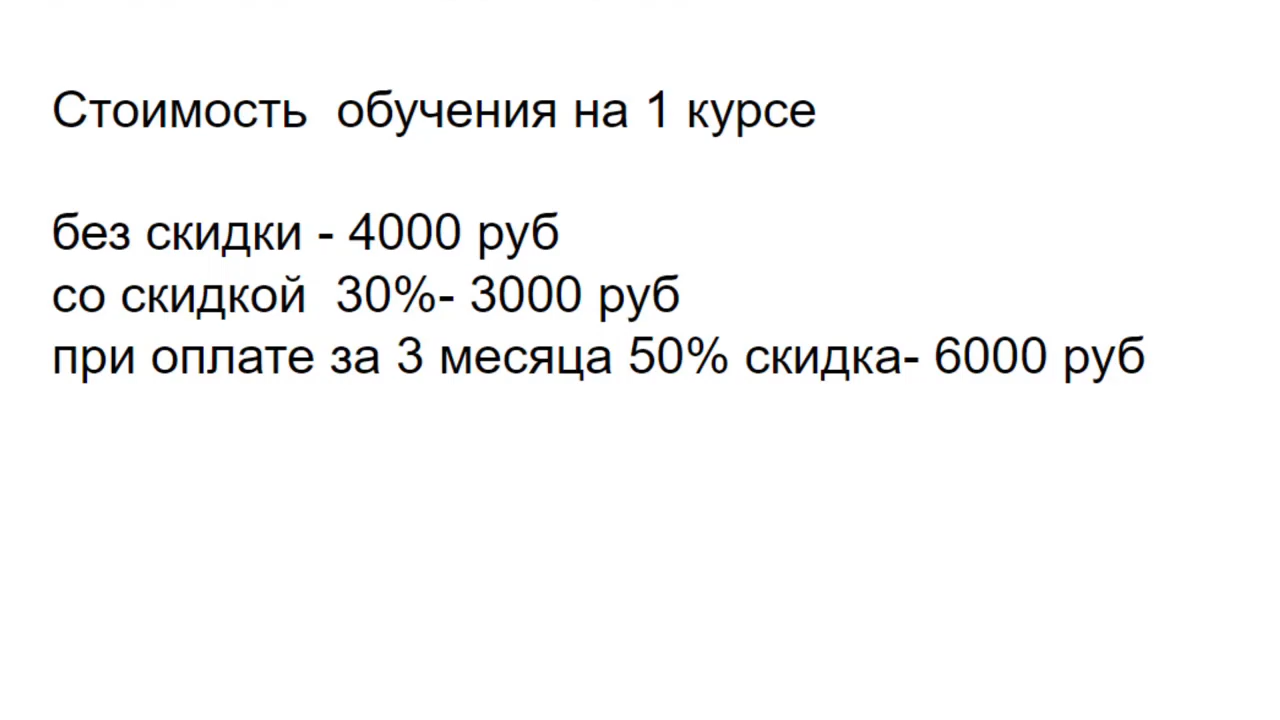 Стоимость  обучения на 1 курсе
без скидки - 4000 руб
со скидкой  30%- 3000 руб
при оплате за 3 месяца 50% скидка- 6000 руб